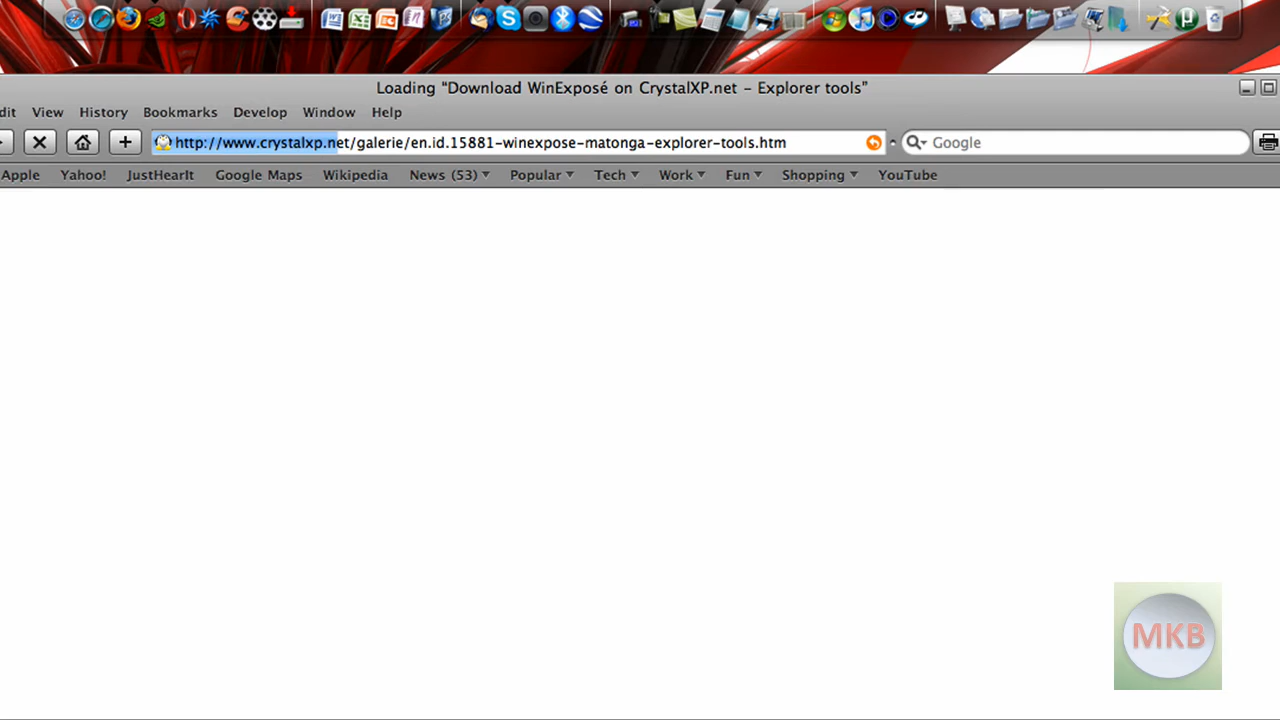 Loading “Download WinExposé on CrystalXP.net - Explorer tools”
dit View History Bookmarks Develop Window Help
http://www.crystalxp.net/galerie/en.id.15881-winexpose-matonga-explorer-tools.htm Google
Apple Yahoo! JustHearIt Google Maps Wikipedia News (53) Popular Tech Work Fun Shopping YouTube
MKB